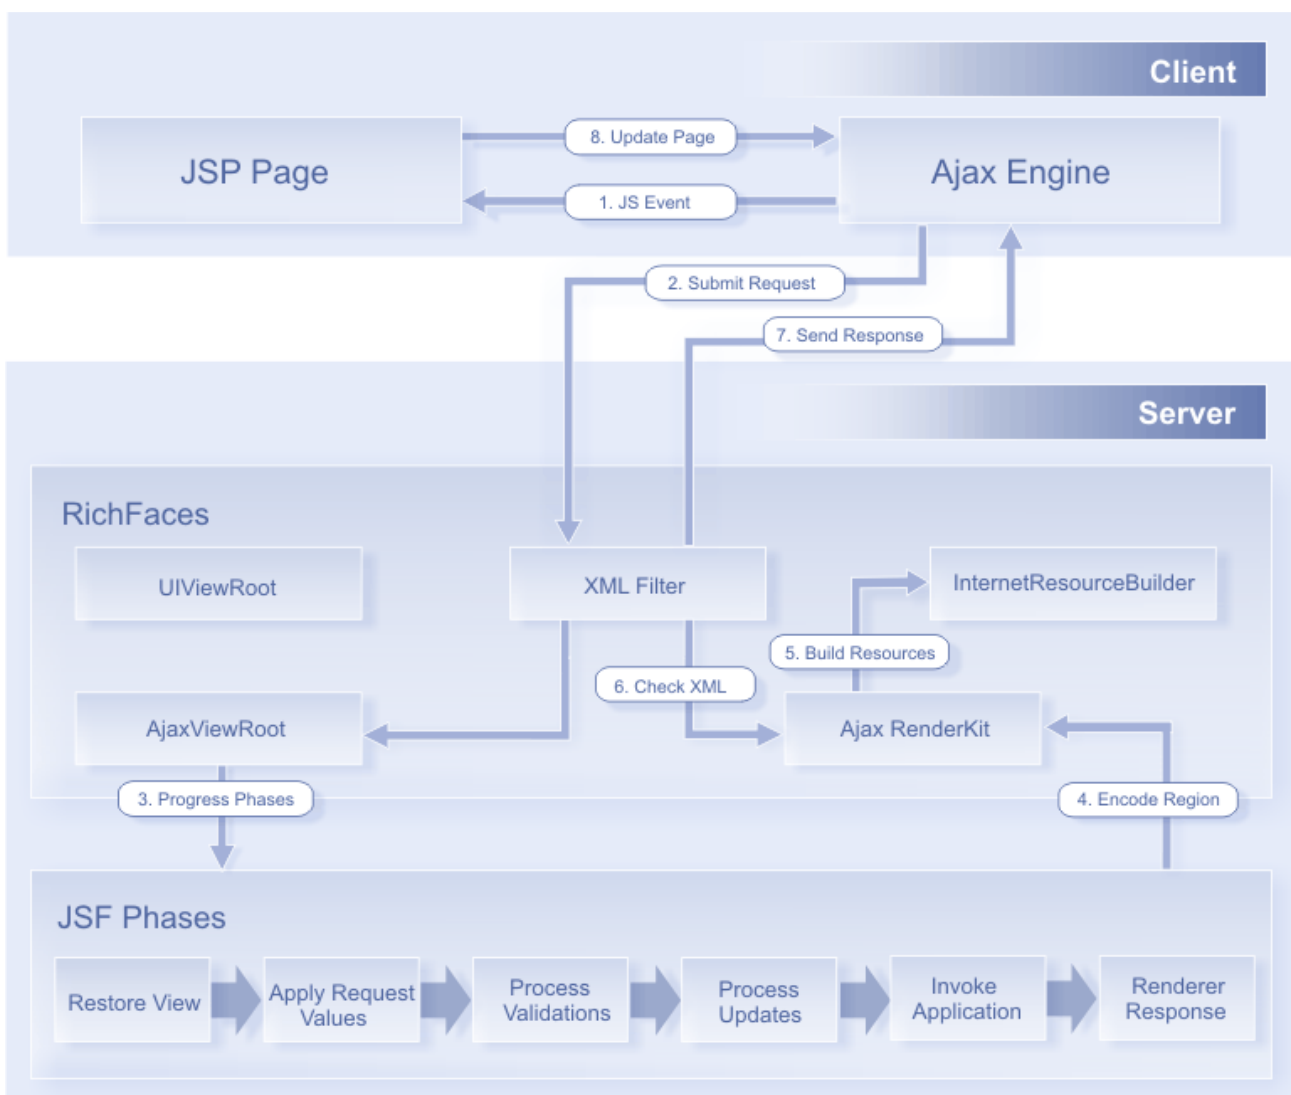 Client
JSP Page
8. Update Page
Ajax Engine
1. JS Event
2. Submit Request
7. Send Response
Server
RichFaces
UIViewRoot
XML Filter
InternetResourceBuilder
5. Build Resources
6. Check XML
AjaxViewRoot
Ajax RenderKit
3. Progress Phases
4. Encode Region
JSF Phases
Restore View
Apply Request
Values
Process
Validations
Process
Updates
Invoke
Application
Renderer
Response